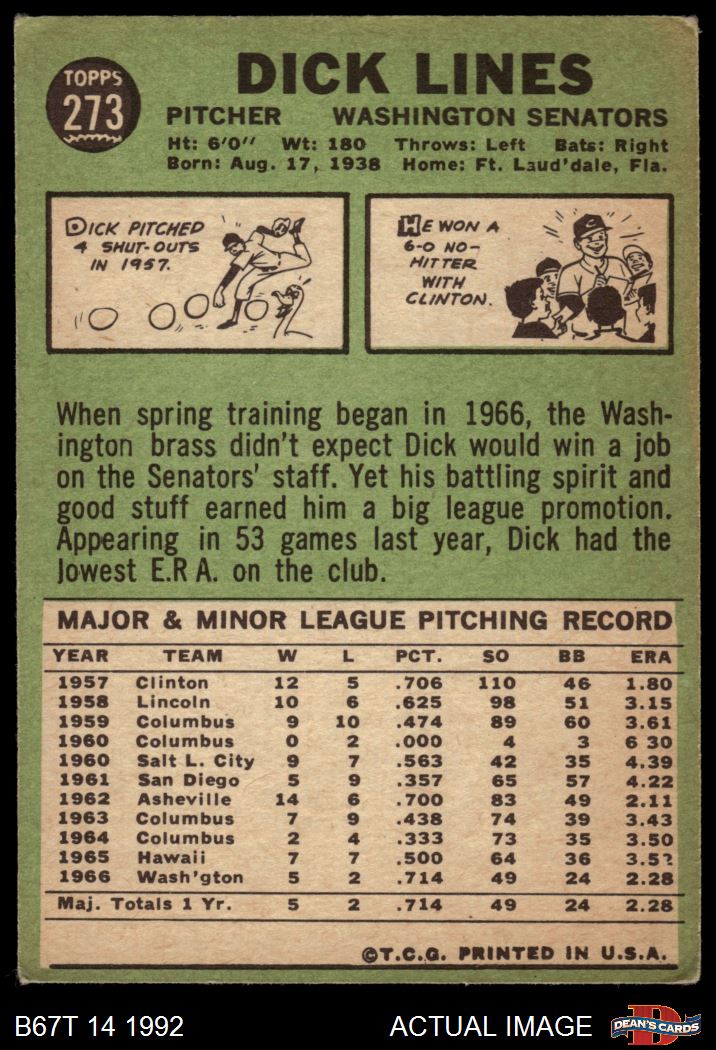 TOPPS
273
DICK LINES
PITCHER WASHINGTON SENATORS
Ht: 6'0" Wt: 180 Throws: Left Bats: Right
Born: Aug. 17, 1938 Home: Ft. Laud'dale, Fla.
DICK PITCHED
4 SHUT-OUTS
IN 1957.
HE WON A
6-0 NO-
HITTER
WITH
CLINTON.
When spring training began in 1966, the Wash-
ington brass didn't expect Dick would win a job
on the Senators' staff. Yet his battling spirit and
good stuff earned him a big league promotion.
Appearing in 53 games last year, Dick had the
lowest E.R A. on the club.
MAJOR & MINOR LEAGUE PITCHING RECORD
YEAR TEAM W L PCT. SO BB ERA
1957 Clinton 12 5 .706 110 46 1.80
1958 Lincoln 10 6 .625 98 51 3.15
1959 Columbus 9 10 .474 89 60 3.61
1960 Columbus 0 2 .000 4 3 6 30
1960 Salt L. City 9 7 .563 42 35 4.39
1961 San Diego 5 9 .357 65 57 4.22
1962 Asheville 14 6 .700 83 49 2.11
1963 Columbus 7 9 .438 74 39 3.43
1964 Columbus 2 4 .333 73 35 3.50
1965 Hawaii 7 7 .500 64 36
1966 Wash'gton 5 2 .714 49 24 2.28
Maj. Totals 1 Yr. 5 2 .714 49 24 2.28
©T.C.G. PRINTED IN U.S.A.
B67T 14 1992 ACTUAL IMAGE
D
DEAN'S CARDS